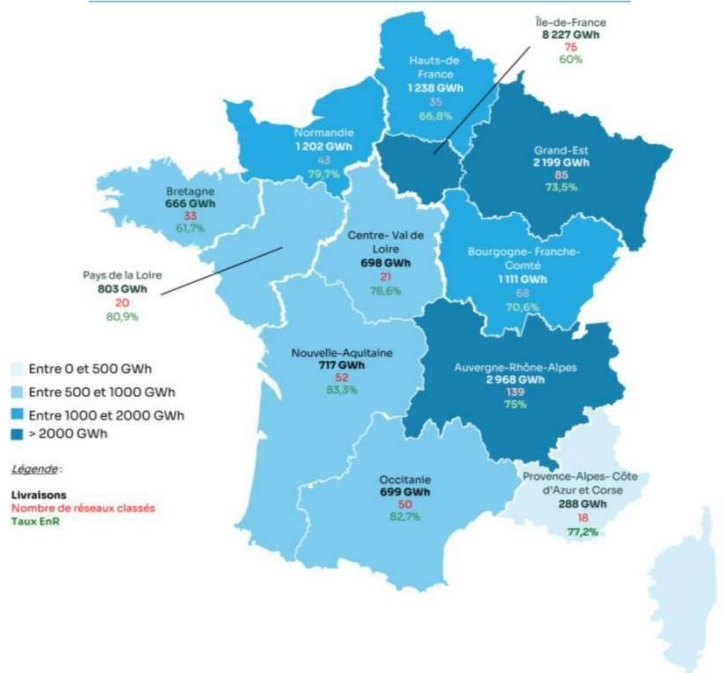 Île-de-France
8 227 GWh
75
60%
Hauts-de
France
1 238 GWh
35
66,8%
Normandie
1 202 GWh
43
79,7%
Grand-Est
2 199 GWh
85
73,5%
Bretagne
666 GWh
33
61,7%
Centre- Val de
Loire
698 GWh
21
78,6%
Bourgogne- Franche-
Comté
1 111 GWh
68
70,6%
Pays de la Loire
803 GWh
20
80,9%
Nouvelle-Aquitaine
717 GWh
52
83,3%
Auvergne-Rhône-Alpes
2 968 GWh
139
75%
Entre 0 et 500 GWh
Entre 500 et 1000 GWh
Entre 1000 et 2000 GWh
> 2000 GWh
Légende :
Livraisons
Nombre de réseaux classés
Taux EnR
Occitanie
699 GWh
50
82,7%
Provence-Alpes- Côte
d'Azur et Corse
288 GWh
18
77,2%